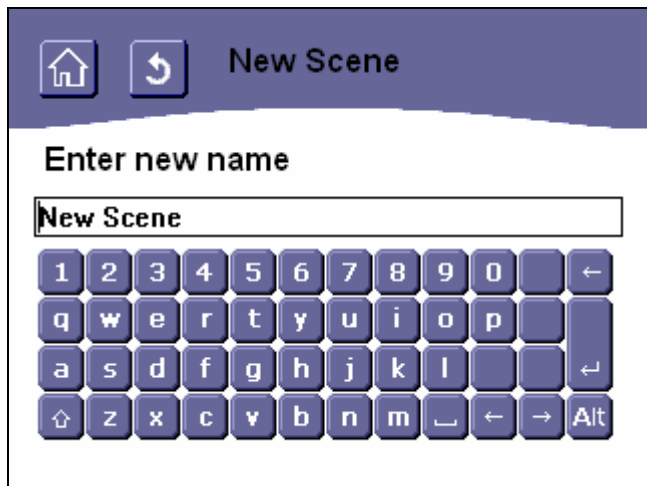 New Scene
Enter new name
New Scene
1 2 3 4 5 6 7 8 9 0 ←
q w e r t y u i o p
a s d f g h j k l ↵
⇧ z x c v b n m ⎵ ← → Alt